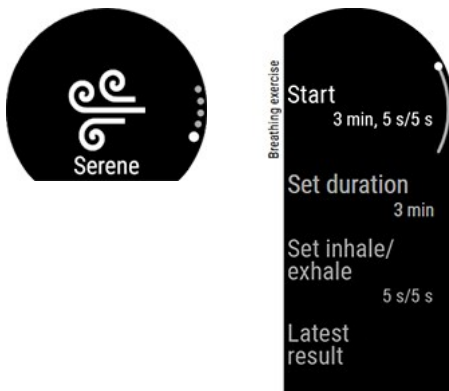 Serene
Breathing exercise
Start
3 min, 5 s/5 s
Set duration
3 min
Set inhale/
exhale
5 s/5 s
Latest
result